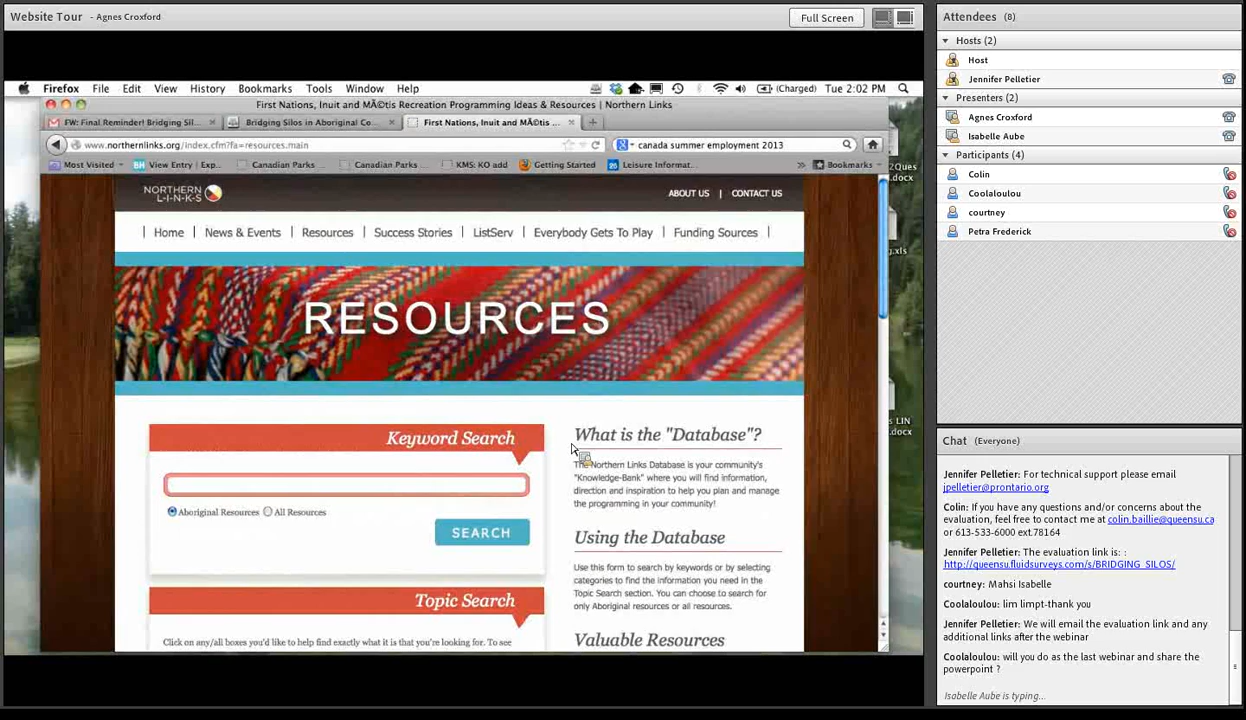 Website Tour - Agnes Croxford
Full Screen
Firefox File Edit View History Bookmarks Tools Window Help
(Charged) Tue 2:02 PM
First Nations, Inuit and MÃ©tis Recreation Programming Ideas & Resources | Northern Links
FW: Final Reminder! Bridging Sil...
Bridging Silos in Aboriginal Co...
First Nations, Inuit and MÃ©tis ...
www.northernlinks.org/index.cfm?fa=resources.main
canada summer employment 2013
Most Visited
View Entry | Exp...
Canadian Parks ...
Canadian Parks ...
KMS: KO add
Getting Started
Leisure Informat...
Bookmarks
2Ques
.docx
g.xls
s LIN
.docx
NORTHERN
L-I-N-K-S
ABOUT US | CONTACT US
| Home | News & Events | Resources | Success Stories | ListServ | Everybody Gets To Play | Funding Sources |
RESOURCES
Keyword Search
Aboriginal Resources All Resources
SEARCH
Topic Search
Click on any/all boxes you'd like to help find exactly what it is that you're looking for. To see
What is the "Database"?
The Northern Links Database is your community's
"Knowledge-Bank" where you will find information,
direction and inspiration to help you plan and manage
the programming in your community!
Using the Database
Use this form to search by keywords or by selecting
categories to find the information you need in the
Topic Search section. You can choose to search for
only Aboriginal resources or all resources.
Valuable Resources
Attendees (8)
Hosts (2)
Host
Jennifer Pelletier
Presenters (2)
Agnes Croxford
Isabelle Aube
Participants (4)
Colin
Coolaloulou
courtney
Petra Frederick
Chat (Everyone)
Jennifer Pelletier: For technical support please email
jpelletier@prontario.org
Colin: If you have any questions and/or concerns about the
evaluation, feel free to contact me at colin.baillie@queensu.ca
or 613-533-6000 ext.78164
Jennifer Pelletier: The evaluation link is: :
http://queensu.fluidsurveys.com/s/BRIDGING_SILOS/
courtney: Mahsi Isabelle
Coolaloulou: lim limpt-thank you
Jennifer Pelletier: We will email the evaluation link and any
additional links after the webinar
Coolaloulou: will you do as the last webinar and share the
powerpoint ?
Isabelle Aube is typing...